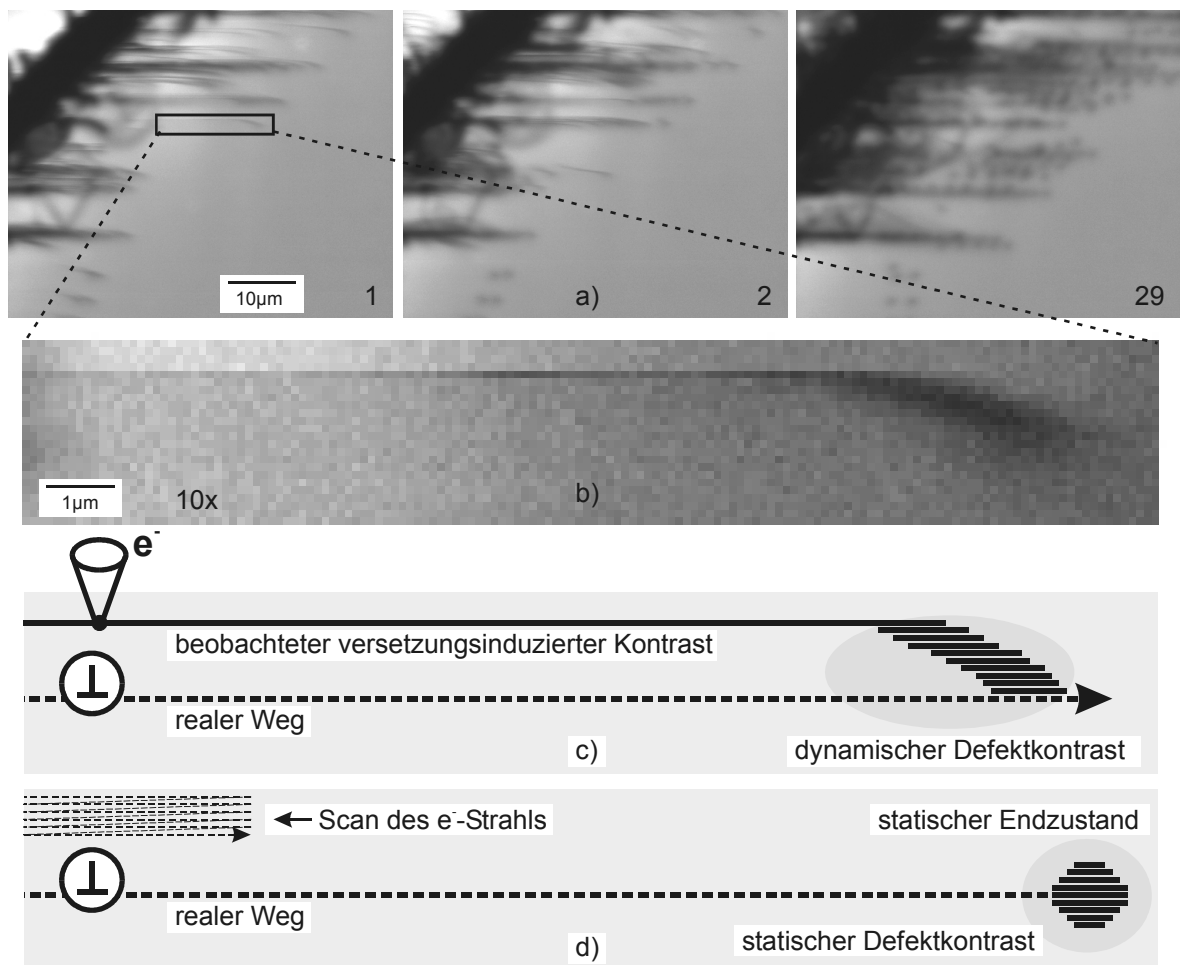 10µm
1
a)
2
29
1µm
10x
b)
e-
beobachteter versetzungsinduzierter Kontrast
realer Weg
c)
dynamischer Defektkontrast
Scan des e⁻-Strahls
statischer Endzustand
realer Weg
statischer Defektkontrast
d)